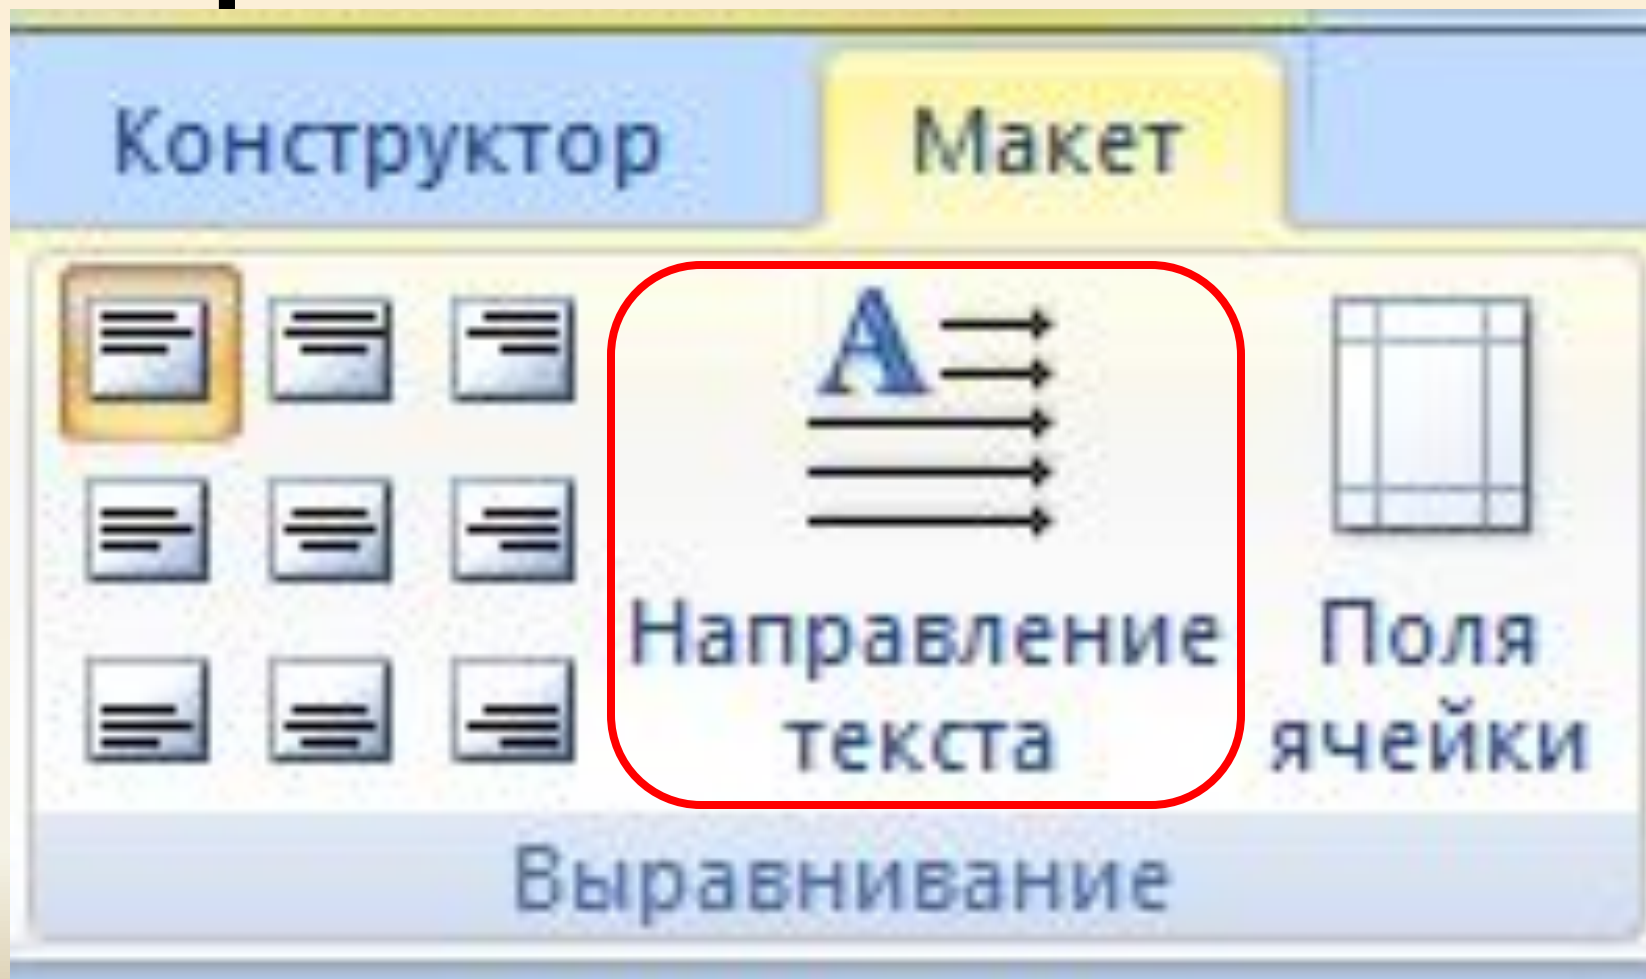 Конструктор Макет
Направление
текста
Поля
ячейки
Выравнивание